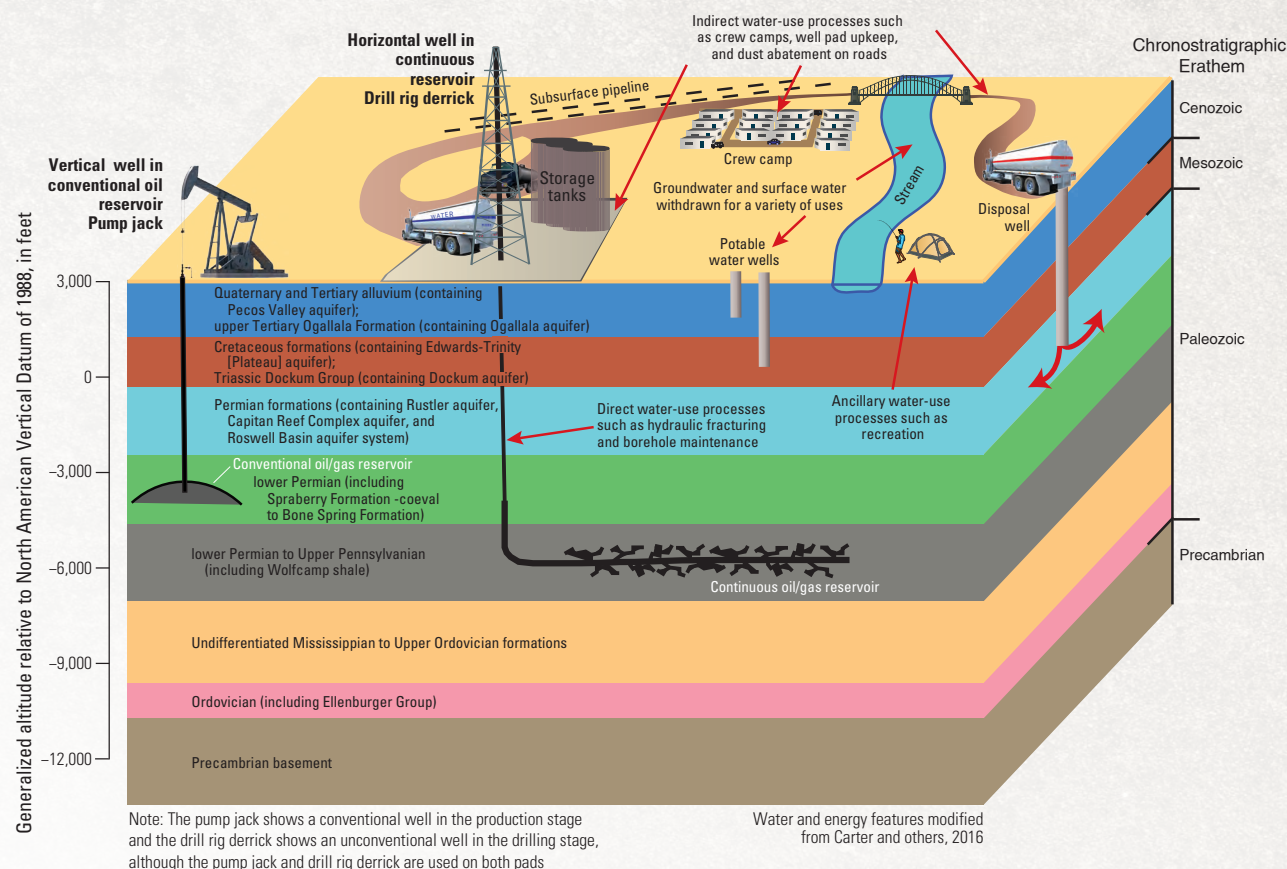 Indirect water-use processes such
as crew camps, well pad upkeep,
and dust abatement on roads
Horizontal well in
continuous
reservoir
Drill rig derrick
Chronostratigraphic
Erathem
Subsurface pipeline
Cenozoic
Mesozoic
Paleozoic
Precambrian
Vertical well in
conventional oil
reservoir
Pump jack
Storage
tanks
WATER
Crew camp
Groundwater and surface water
withdrawn for a variety of uses
Stream
Disposal
well
Potable
water wells
Generalized altitude relative to North American Vertical Datum of 1988, in feet
3,000
0
–3,000
–6,000
–9,000
–12,000
Quaternary and Tertiary alluvium (containing
Pecos Valley aquifer);
upper Tertiary Ogallala Formation (containing Ogallala aquifer)
Cretaceous formations (containing Edwards-Trinity
[Plateau] aquifer);
Triassic Dockum Group (containing Dockum aquifer)
Permian formations (containing Rustler aquifer,
Capitan Reef Complex aquifer, and
Roswell Basin aquifer system)
Direct water-use processes
such as hydraulic fracturing
and borehole maintenance
Ancillary water-use
processes such as
recreation
Conventional oil/gas reservoir
lower Permian (including
Spraberry Formation -coeval
to Bone Spring Formation)
lower Permian to Upper Pennsylvanian
(including Wolfcamp shale)
Continuous oil/gas reservoir
Undifferentiated Mississippian to Upper Ordovician formations
Ordovician (including Ellenburger Group)
Precambrian basement
Note: The pump jack shows a conventional well in the production stage
and the drill rig derrick shows an unconventional well in the drilling stage,
although the pump jack and drill rig derrick are used on both pads
Water and energy features modified
from Carter and others, 2016